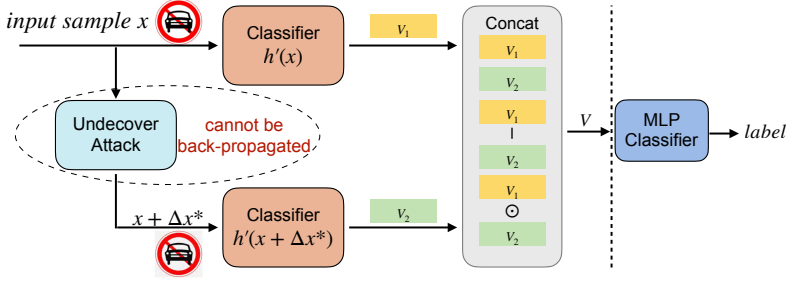 input sample x
Classifier
h′(x)
V₁
Concat
V₁
V₂
V₁
−
V₂
V₁
⊙
V₂
V
MLP
Classifier
label
Undecover
Attack
cannot be
back-propagated
x + Δx*
Classifier
h′(x + Δx*)
V₂